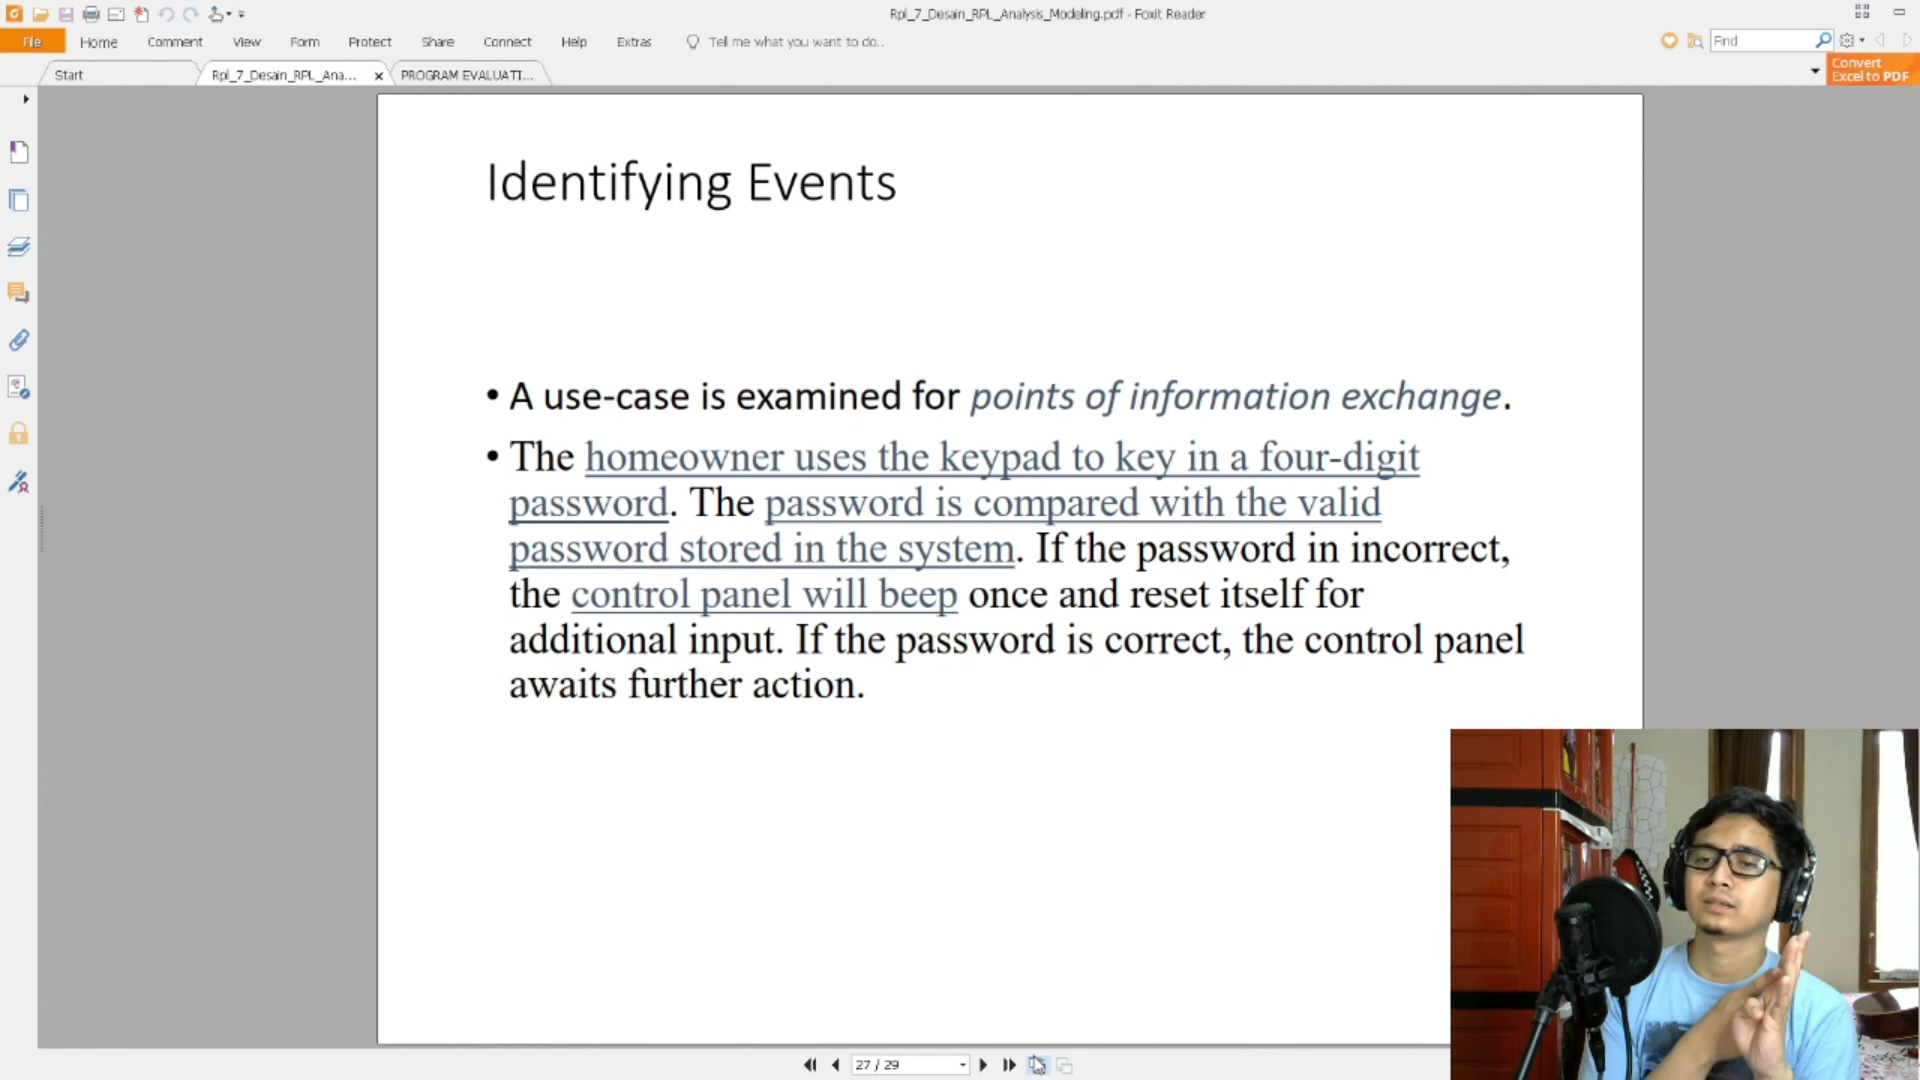 Rpl_7_Desain_RPL_Analysis_Modeling.pdf - Foxit Reader
File Home Comment View Form Protect Share Connect Help Extras Tell me what you want to do..
Find
Start
Rpl_7_Desain_RPL_Ana...
PROGRAM EVALUATI...
Convert
Excel to PDF
Identifying Events
• A use-case is examined for points of information exchange.
• The homeowner uses the keypad to key in a four-digit
password. The password is compared with the valid
password stored in the system. If the password in incorrect,
the control panel will beep once and reset itself for
additional input. If the password is correct, the control panel
awaits further action.
27 / 29